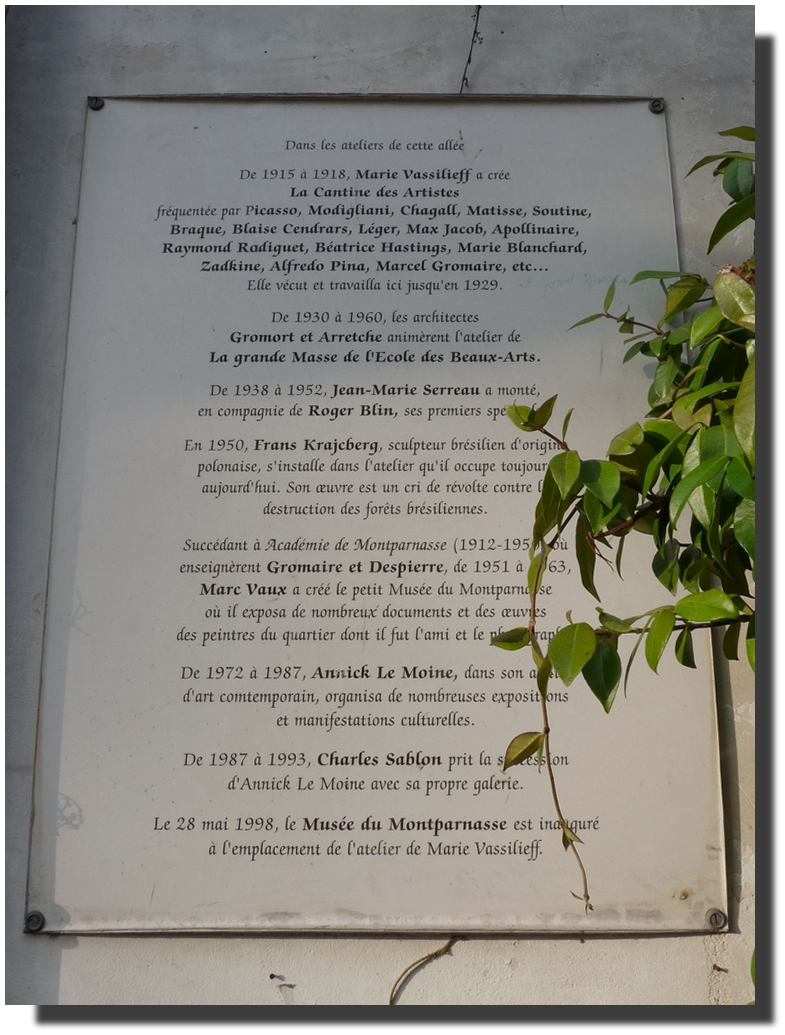 Dans les ateliers de cette allée
De 1915 à 1918, Marie Vassilieff a crée
La Cantine des Artistes
fréquentée par Picasso, Modigliani, Chagall, Matisse, Soutine,
Braque, Blaise Cendrars, Léger, Max Jacob, Apollinaire,
Raymond Radiguet, Béatrice Hastings, Marie Blanchard,
Zadkine, Alfredo Pina, Marcel Gromaire, etc...
Elle vécut et travailla ici jusqu'en 1929.
De 1930 à 1960, les architectes
Gromort et Arretche animèrent l'atelier de
La grande Masse de l'Ecole des Beaux-Arts.
De 1938 à 1952, Jean-Marie Serreau a monté,
en compagnie de Roger Blin, ses premiers
En 1950, Frans Krajcberg, sculpteur brésilien d'origine
polonaise, s'installe dans l'atelier qu'il occupe toujours
aujourd'hui. Son œuvre est un cri de révolte contre
destruction des forêts brésiliennes.
Succédant à Académie de Montparnasse où
enseignèrent Gromaire et Despierre, de 1951 à
Marc Vaux a créé le petit Musée du Montparnasse
où il exposa de nombreux documents et des œuvres
des peintres du quartier dont il fut l'ami et le
De 1972 à 1987, Annick Le Moine, dans son
d'art comtemporain, organisa de nombreuses expositions
et manifestations culturelles.
De 1987 à 1993, Charles Sablon prit la succession
d'Annick Le Moine avec sa propre galerie.
Le 28 mai 1998, le Musée du Montparnasse est inauguré
à l'emplacement de l'atelier de Marie Vassilieff.